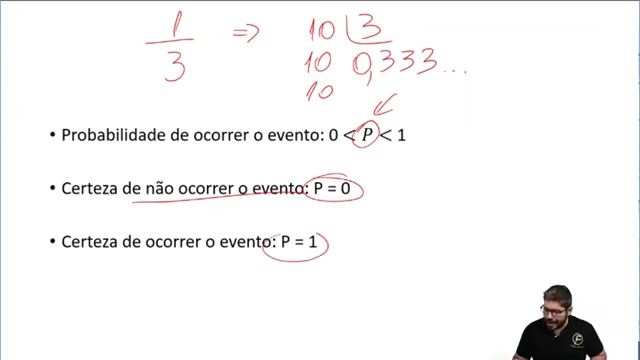 1 => 10 | 3
3 10 0,333...
10
• Probabilidade de ocorrer o evento: 0 < P < 1
• Certeza de não ocorrer o evento: P = 0
• Certeza de ocorrer o evento: P = 1